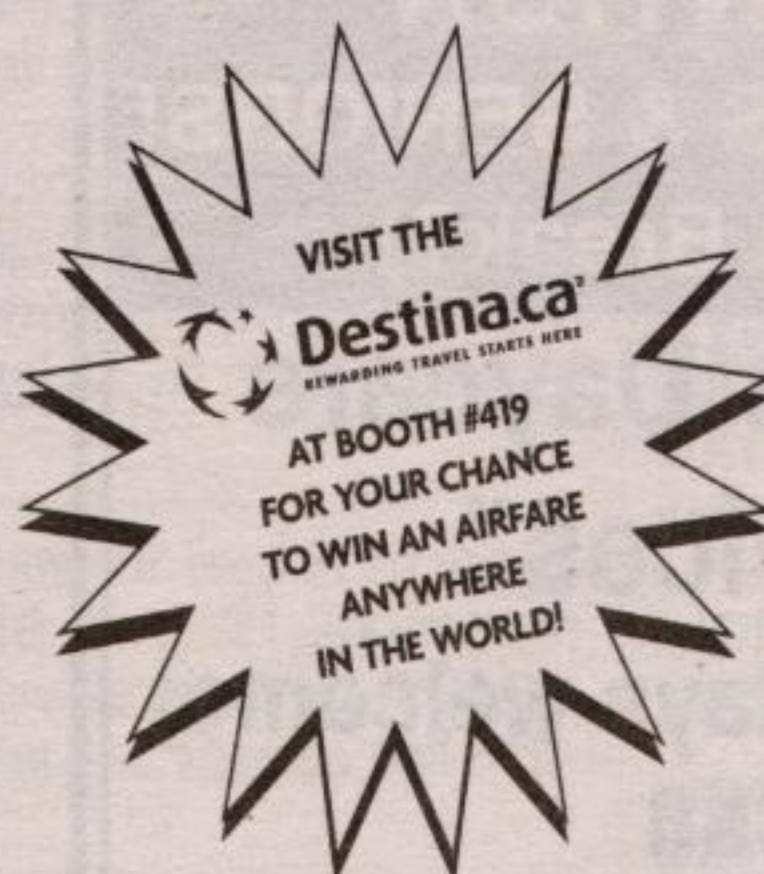 VISIT THE
Destina.ca
REWARDING TRAVEL STARTS HERE
AT BOOTH #419
FOR YOUR CHANCE
TO WIN AN AIRFARE
ANYWHERE
IN THE WORLD!